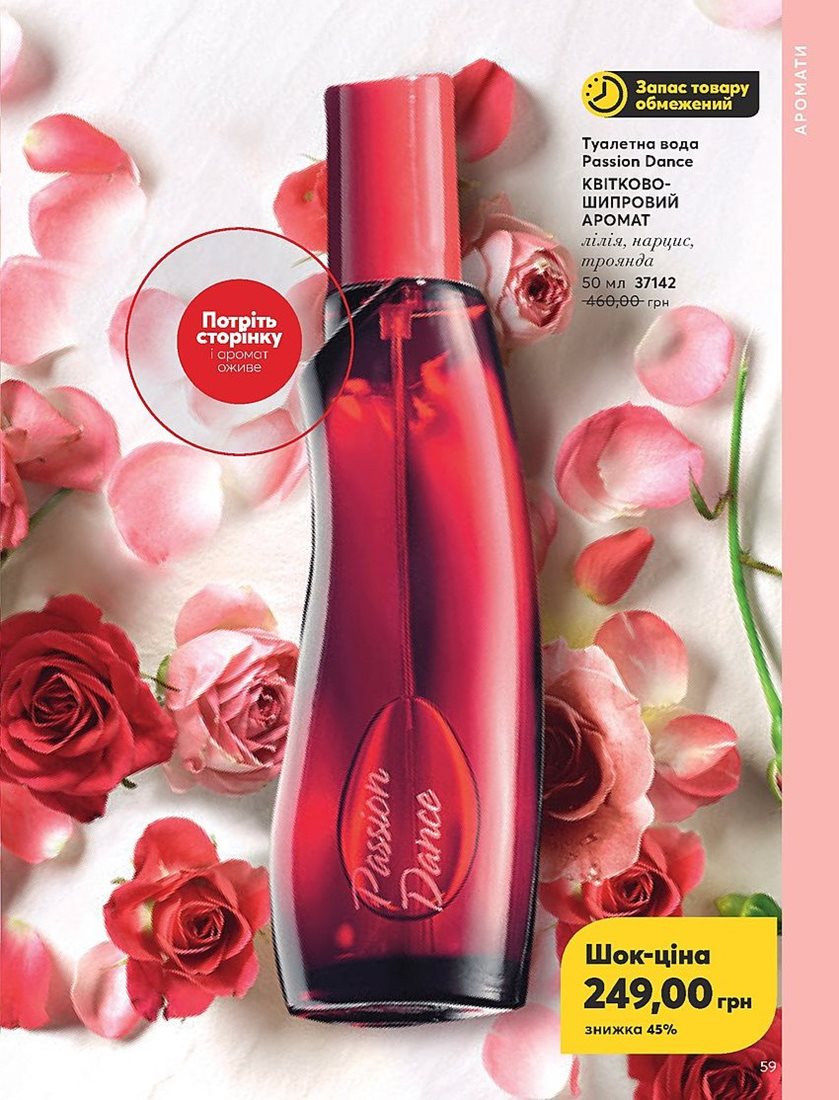 АРОМАТИ
Запас товару
обмежений
Туалетна вода
Passion Dance
КВІТКОВО-
ШИПРОВИЙ
АРОМАТ
лілія, нарцис,
троянда
50 мл 37142
460,00 грн
Потріть
сторінку
і аромат
оживе
Passion
Dance
Шок-ціна
249,00 грн
знижка 45%
59